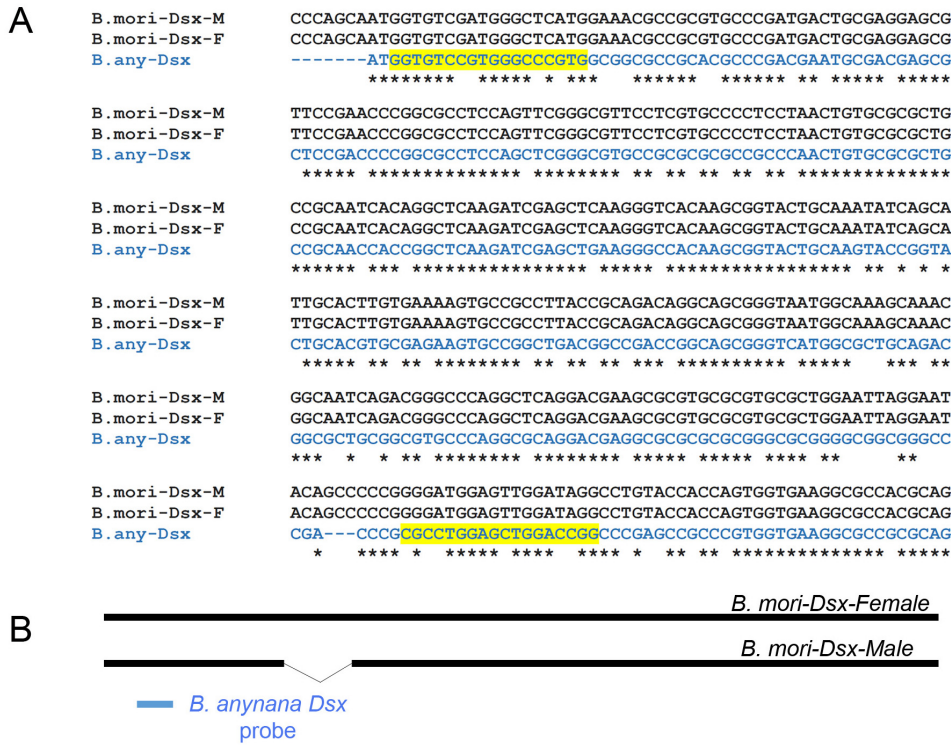 A
B.mori-Dsx-M CCCAGCAATGGTGTCGATGGGCTCATGGAAACGCCGCGTGCCCGATGACTGCGAGGAGCG
B.mori-Dsx-F CCCAGCAATGGTGTCGATGGGCTCATGGAAACGCCGCGTGCCCGATGACTGCGAGGAGCG
B.any-Dsx -------ATGGTGTCCGTGGGCCCGTGGCGGCGCCGCACGCCCGACGAATGCGACGAGCG
******** ***** * *** ****** ****** ** ***** *****
B.mori-Dsx-M TTCCGAACCCGGCGCCTCCAGTTCGGGCGTTCCTCGTGCCCCTCCTAACTGTGCGCGCTG
B.mori-Dsx-F TTCCGAACCCGGCGCCTCCAGTTCGGGCGTTCCTCGTGCCCCTCCTAACTGTGCGCGCTG
B.any-Dsx CTCCGACCCCGGCGCCTCCAGCTCGGGCGTGCCGCGCGCGCCGCCCAACTGTGCGCGCTG
***** ************** ******** ** ** ** ** ** **************
B.mori-Dsx-M CCGCAATCACAGGCTCAAGATCGAGCTCAAGGGTCACAAGCGGTACTGCAAATATCAGCA
B.mori-Dsx-F CCGCAATCACAGGCTCAAGATCGAGCTCAAGGGTCACAAGCGGTACTGCAAATATCAGCA
B.any-Dsx CCGCAACCACCGGCTCAAGATCGAGCTGAAGGGCCACAAGCGGTACTGCAAGTACCGGTA
****** *** **************** ***** ***************** ** * * *
B.mori-Dsx-M TTGCACTTGTGAAAAGTGCCGCCTTACCGCAGACAGGCAGCGGGTAATGGCAAAGCAAAC
B.mori-Dsx-F TTGCACTTGTGAAAAGTGCCGCCTTACCGCAGACAGGCAGCGGGTAATGGCAAAGCAAAC
B.any-Dsx CTGCACGTGCGAGAAGTGCCGGCTGACGGCCGACCGGCAGCGGGTCATGGCGCTGCAGAC
***** ** ** ******** ** ** ** *** ********** ***** *** **
B.mori-Dsx-M GGCAATCAGACGGGCCCAGGCTCAGGACGAAGCGCGTGCGCGTGCGCTGGAATTAGGAAT
B.mori-Dsx-F GGCAATCAGACGGGCCCAGGCTCAGGACGAAGCGCGTGCGCGTGCGCTGGAATTAGGAAT
B.any-Dsx GGCGCTGCGGCGTGCCCAGGCGCAGGACGAGGCGCGCGCGCGGGCGCGGGGCGGCGGGCC
*** * * ** ******** ******** ***** ***** **** ** **
B.mori-Dsx-M ACAGCCCCCGGGGATGGAGTTGGATAGGCCTGTACCACCAGTGGTGAAGGCGCCACGCAG
B.mori-Dsx-F ACAGCCCCCGGGGATGGAGTTGGATAGGCCTGTACCACCAGTGGTGAAGGCGCCACGCAG
B.any-Dsx CGA---CCCGCGCCTGGAGCTGGACCGGCCCGAGCCGCCCGTGGTGAAGGCGCCGCGCAG
* **** * ***** **** **** * ** ** ************** *****
B
B. mori-Dsx-Female
B. mori-Dsx-Male
B. anynana Dsx
probe